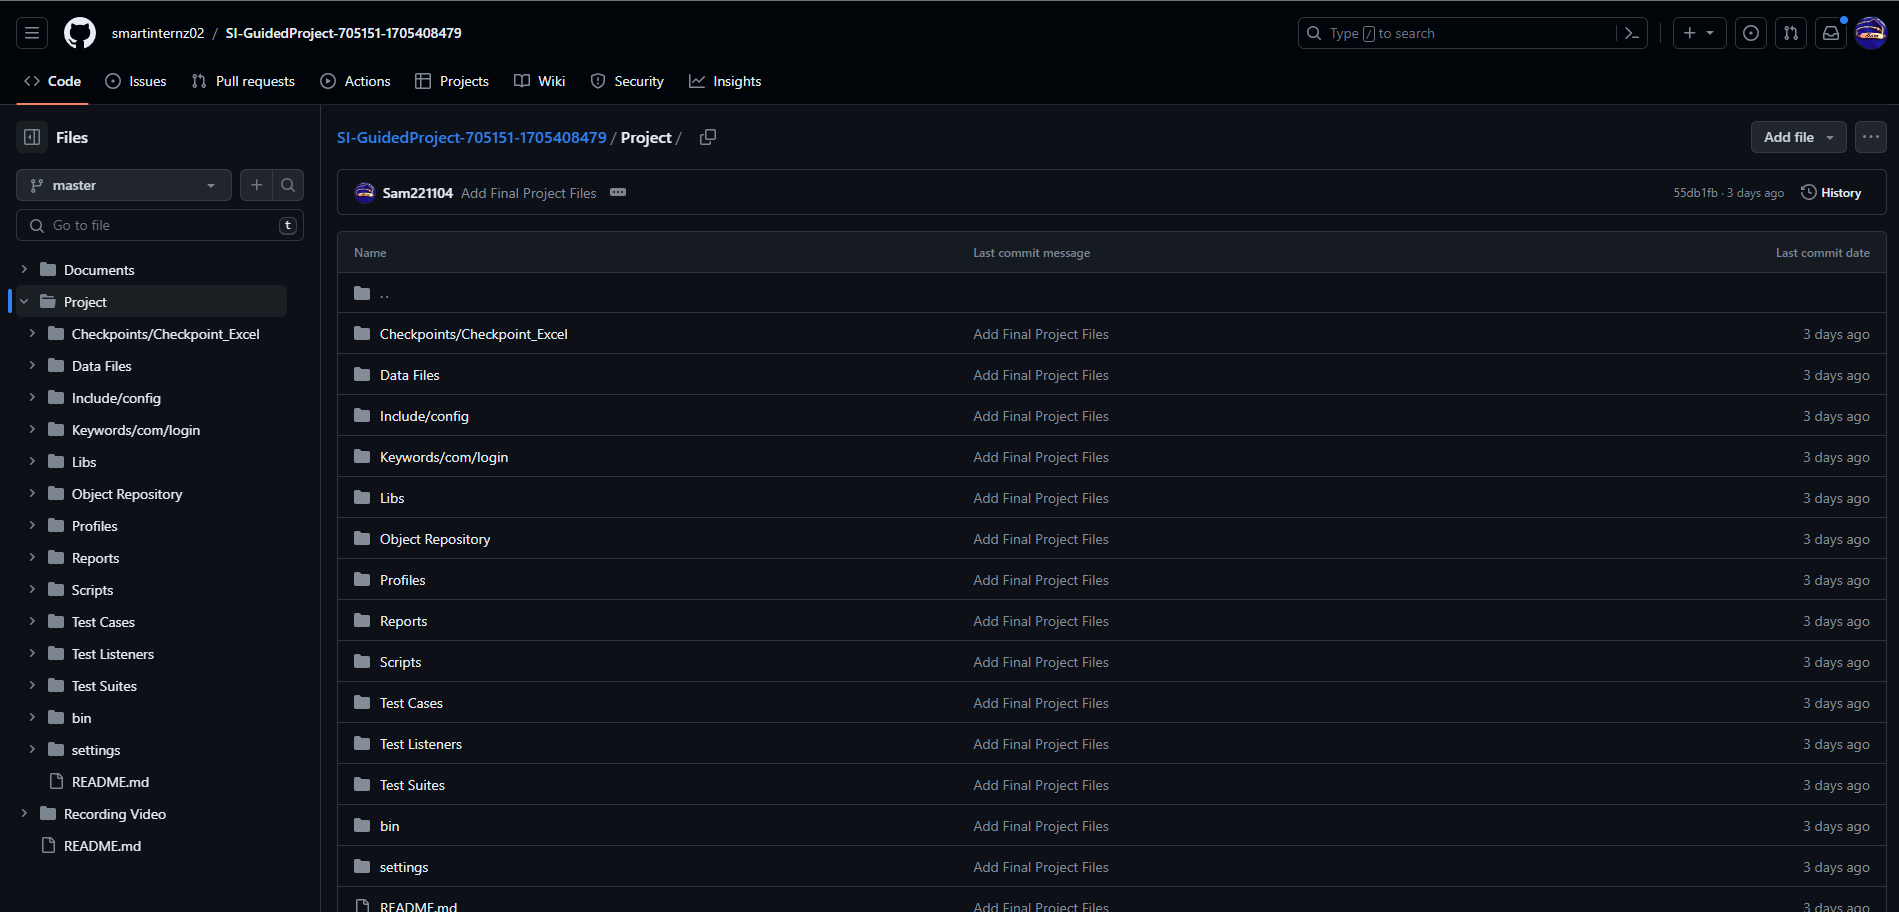 smartinternz02 / SI-GuidedProject-705151-1705408479
Type / to search
Code Issues Pull requests Actions Projects Wiki Security Insights
Files
master
Go to file t
Documents
Project
Checkpoints/Checkpoint_Excel
Data Files
Include/config
Keywords/com/login
Libs
Object Repository
Profiles
Reports
Scripts
Test Cases
Test Listeners
Test Suites
bin
settings
README.md
Recording Video
README.md
SI-GuidedProject-705151-1705408479 / Project /
Add file
Sam221104 Add Final Project Files
55db1fb · 3 days ago History
Name Last commit message Last commit date
..
Checkpoints/Checkpoint_Excel Add Final Project Files 3 days ago
Data Files Add Final Project Files 3 days ago
Include/config Add Final Project Files 3 days ago
Keywords/com/login Add Final Project Files 3 days ago
Libs Add Final Project Files 3 days ago
Object Repository Add Final Project Files 3 days ago
Profiles Add Final Project Files 3 days ago
Reports Add Final Project Files 3 days ago
Scripts Add Final Project Files 3 days ago
Test Cases Add Final Project Files 3 days ago
Test Listeners Add Final Project Files 3 days ago
Test Suites Add Final Project Files 3 days ago
bin Add Final Project Files 3 days ago
settings Add Final Project Files 3 days ago
README.md Add Final Project Files 3 days ago